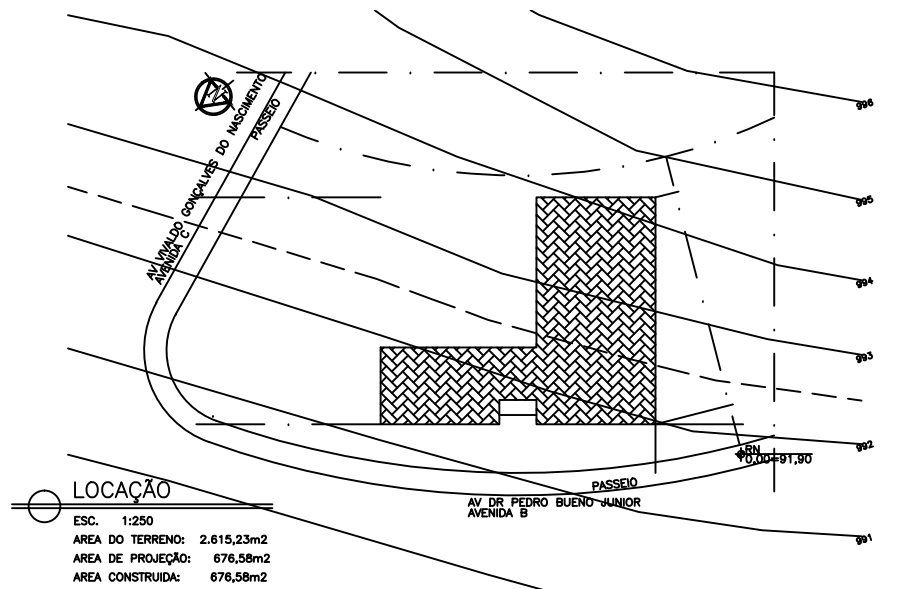 996
AV VIVALDO GONÇALVES DO NASCIMENTO
AVENIDA C
PASSEIO
N
995
994
993
992
RN
0,00=91,90
PASSEIO
AV DR PEDRO BUENO JUNIOR
AVENIDA B
991
LOCAÇÃO
ESC. 1:250
AREA DO TERRENO: 2.615,23m2
AREA DE PROJEÇÃO: 676,58m2
AREA CONSTRUIDA: 676,58m2